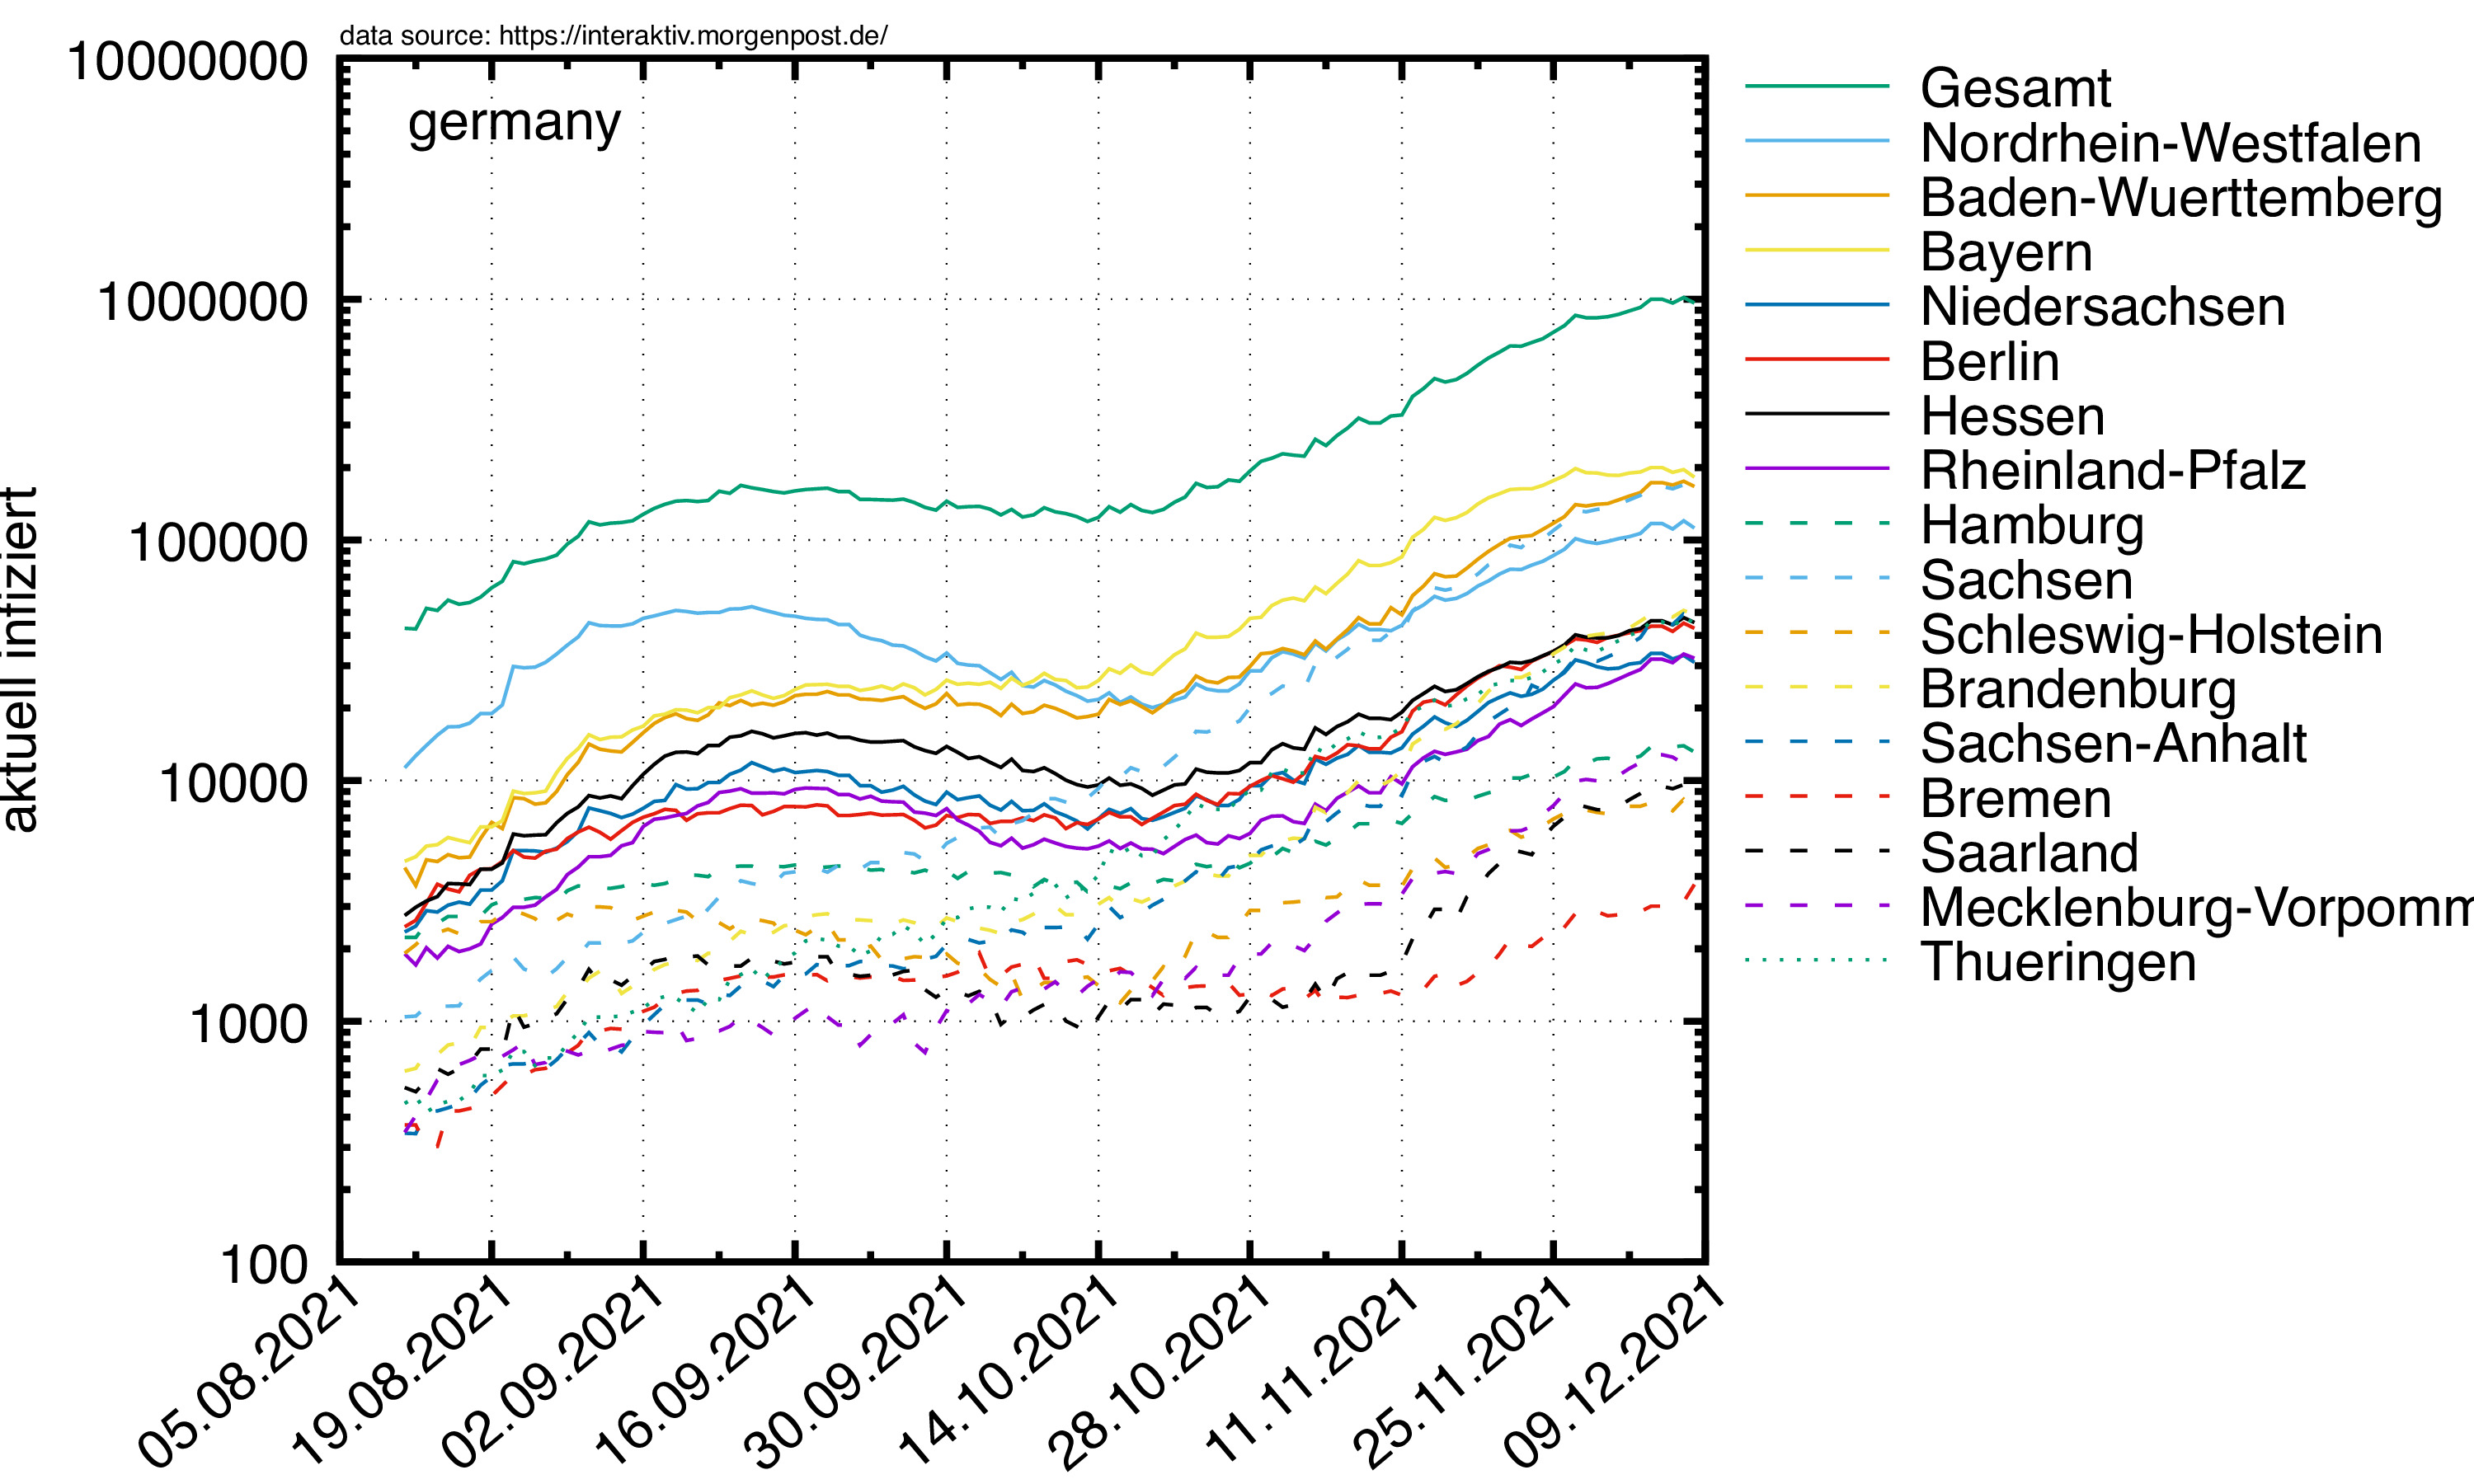 data source: https://interaktiv.morgenpost.de/
germany
aktuell infiziert
10000000
1000000
100000
10000
1000
100
05.08.2021
19.08.2021
02.09.2021
16.09.2021
30.09.2021
14.10.2021
28.10.2021
11.11.2021
25.11.2021
09.12.2021
Gesamt
Nordrhein-Westfalen
Baden-Wuerttemberg
Bayern
Niedersachsen
Berlin
Hessen
Rheinland-Pfalz
Hamburg
Sachsen
Schleswig-Holstein
Brandenburg
Sachsen-Anhalt
Bremen
Saarland
Mecklenburg-Vorpomm
Thueringen